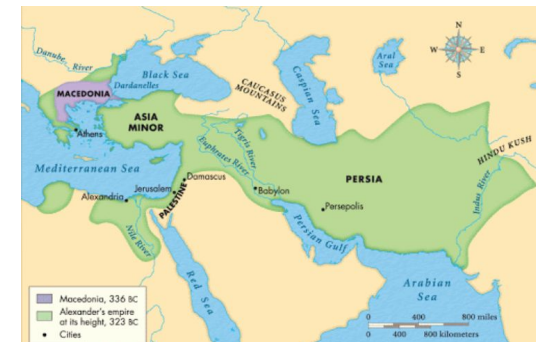 N
W
E
S
Danube River
Black Sea
Aral
Sea
Caspian Sea
MACEDONIA
Dardanelles
CAUCASUS
MOUNTAINS
ASIA
MINOR
Athens
Tigris River
Euphrates River
HINDU KUSH
Mediterranean Sea
Damascus
Jerusalem
PALESTINE
Alexandria
Babylon
PERSIA
Persepolis
Indus River
Nile River
Persian Gulf
Red Sea
Arabian
Sea
Macedonia, 336 BC
Alexander's empire
at its height, 323 BC
Cities
0 400 800 miles
0 400 800 kilometers